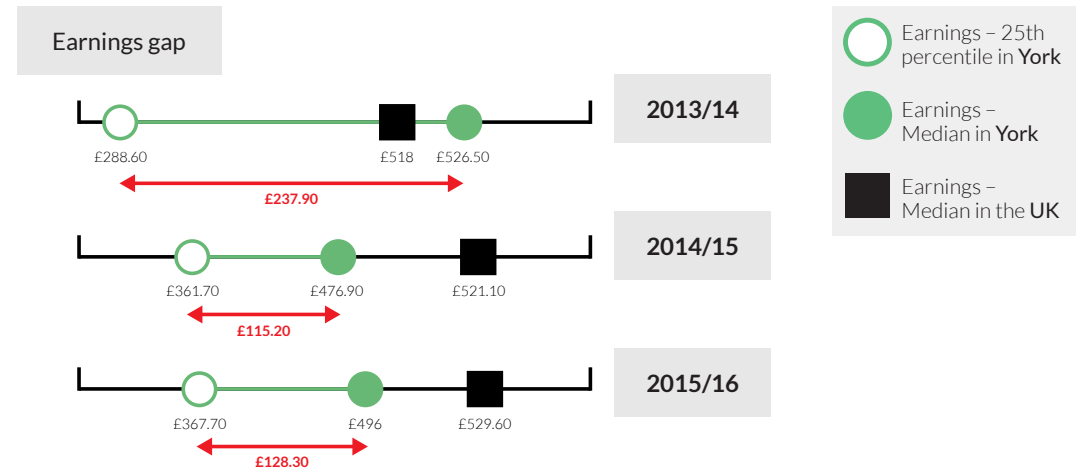 Earnings gap
£288.60
£518
£526.50
£237.90
2013/14
£361.70
£476.90
£521.10
£115.20
2014/15
£367.70
£496
£529.60
£128.30
2015/16
Earnings – 25th
percentile in York
Earnings –
Median in York
Earnings –
Median in the UK